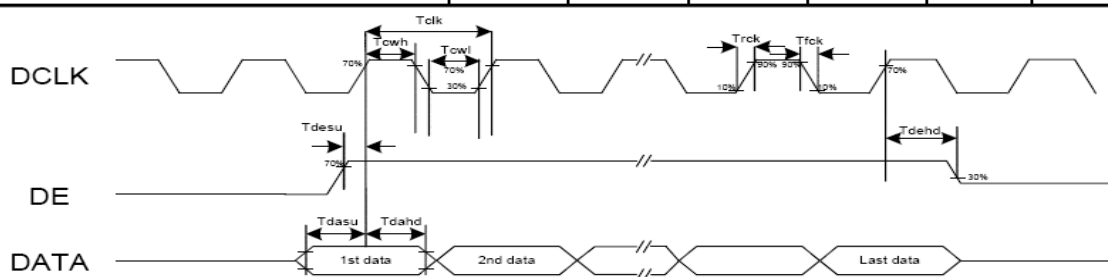 Tclk
Tcwh Tcwl Trck Tfck
DCLK 70% 70% 30% 90% 90% 10% 10% 70%
Tdesu Tdehd
DE 70% 30%
Tdasu Tdahd
DATA 1st data 2nd data Last data